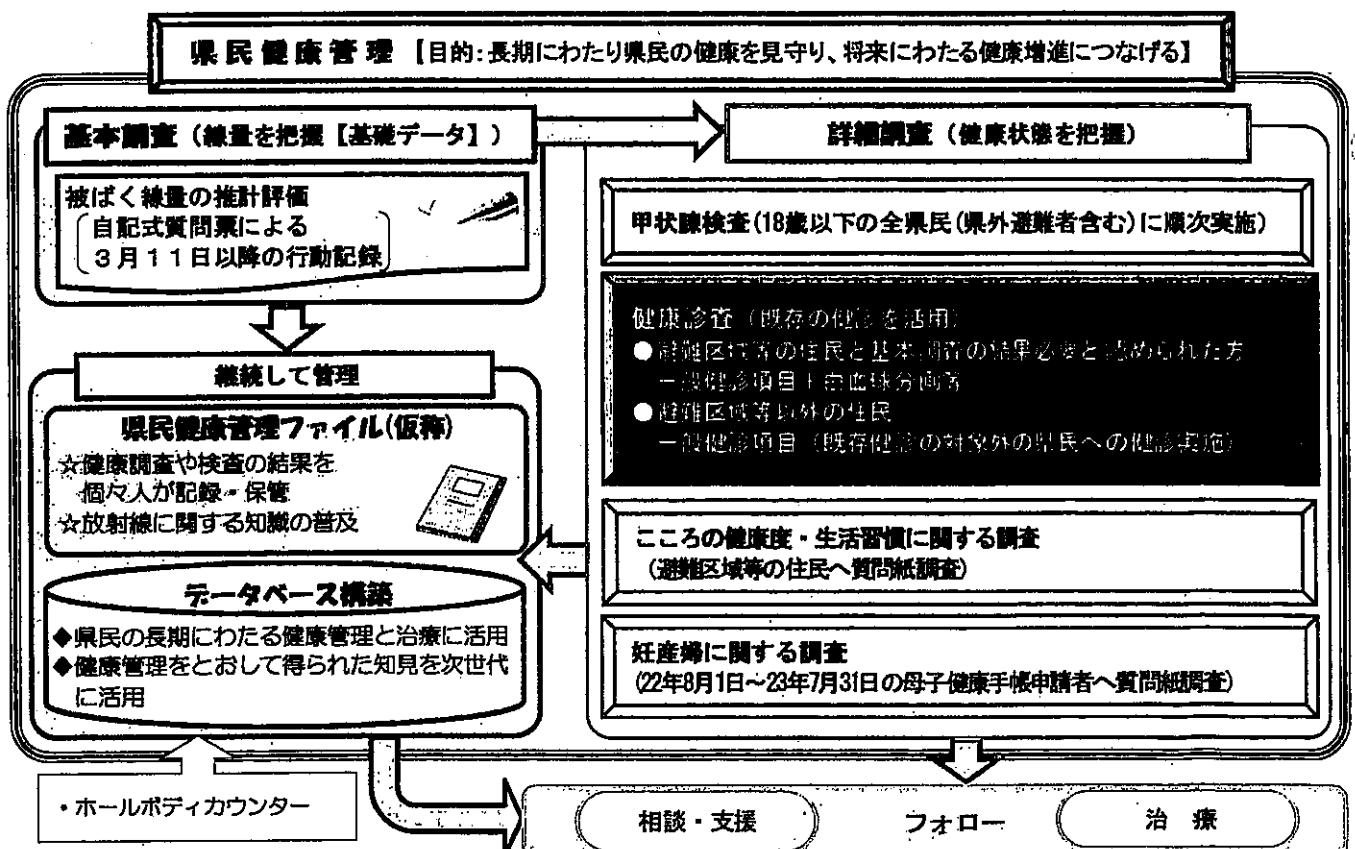 県民健康管理 【目的:長期にわたり県民の健康を見守り、将来にわたる健康増進につなげる】
基本調査(線量を把握【基礎データ】)
被ばく線量の推計評価
自記式質問票による
3月11日以降の行動記録
継続して管理
県民健康管理ファイル(仮称)
☆健康調査や検査の結果を
個々人が記録・保管
☆放射線に関する知識の普及
データベース構築
◆県民の長期にわたる健康管理と治療に活用
◆健康管理をとおして得られた知見を次世代
に活用
・ホールボディカウンター
詳細調査(健康状態を把握)
甲状腺検査(18歳以下の全県民(県外避難者含む)に順次実施)
健康診査(既存の健診を活用)
●避難区域等の住民と基本調査の結果必要と認められた方
一般健診項目+白血球分画等
●避難区域等以外の住民
一般健診項目(既存健診の対象外の県民への健診実施)
こころの健康度・生活習慣に関する調査
(避難区域等の住民へ質問紙調査)
妊産婦に関する調査
(22年8月1日~23年7月31日の母子健康手帳申請者へ質問紙調査)
相談・支援
フォロー
治療